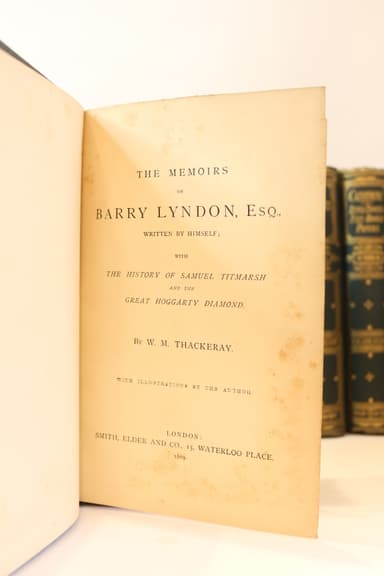 THE MEMOIRS
OF
BARRY LYNDON, ESQ.,
WRITTEN BY HIMSELF;
WITH
THE HISTORY OF SAMUEL TITMARSH
AND THE
GREAT HOGGARTY DIAMOND.
BY W. M. THACKERAY.
WITH ILLUSTRATIONS BY THE AUTHOR
LONDON:
SMITH, ELDER AND CO., 15, WATERLOO PLACE.
1869.